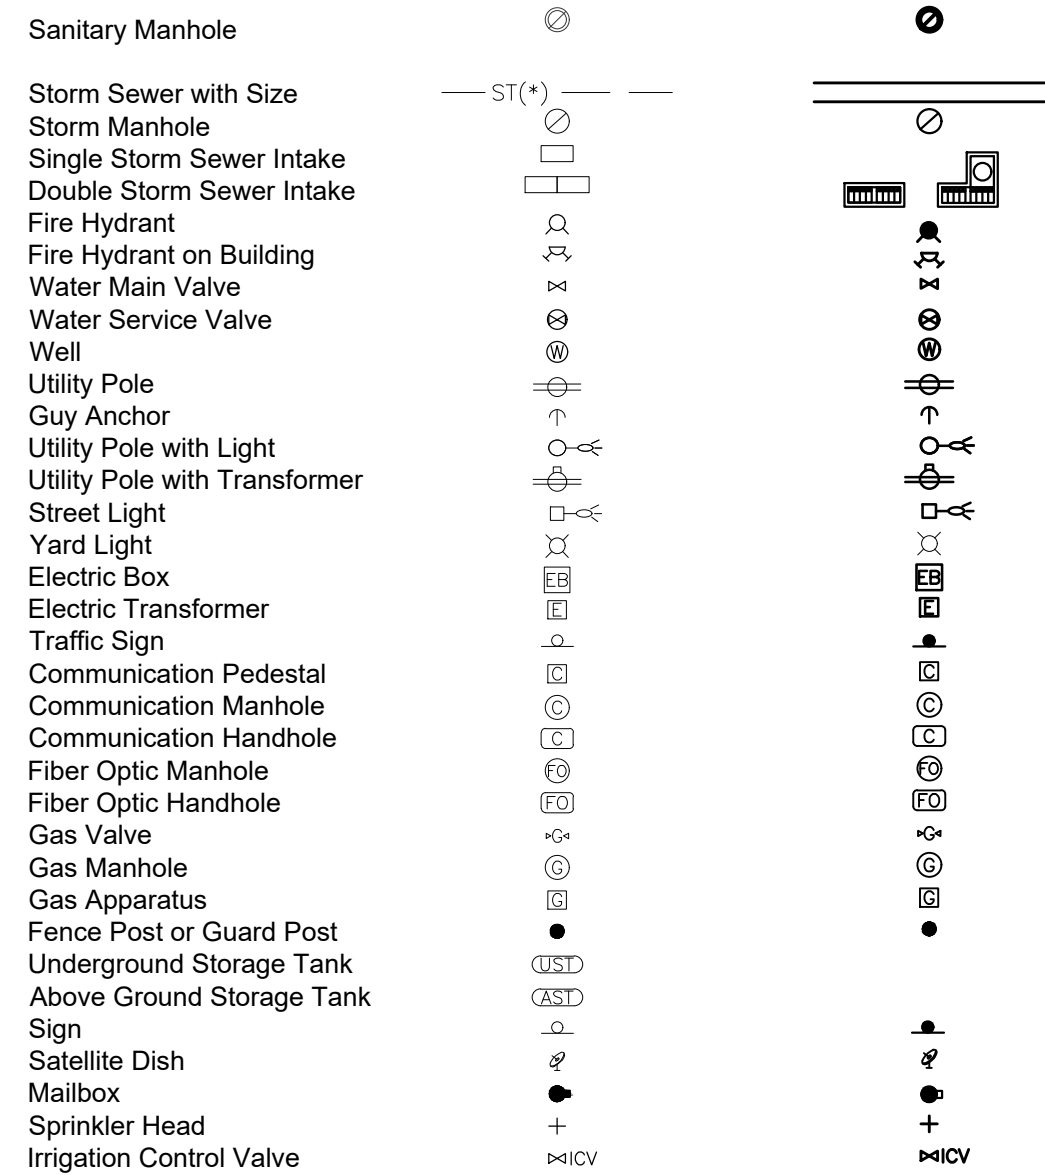 Sanitary Manhole
Storm Sewer with Size ST(*)
Storm Manhole
Single Storm Sewer Intake
Double Storm Sewer Intake
Fire Hydrant
Fire Hydrant on Building
Water Main Valve
Water Service Valve
Well W W
Utility Pole
Guy Anchor
Utility Pole with Light
Utility Pole with Transformer
Street Light
Yard Light
Electric Box EB EB
Electric Transformer E E
Traffic Sign
Communication Pedestal C C
Communication Manhole C C
Communication Handhole C C
Fiber Optic Manhole FO FO
Fiber Optic Handhole FO FO
Gas Valve G G
Gas Manhole G G
Gas Apparatus G G
Fence Post or Guard Post
Underground Storage Tank UST
Above Ground Storage Tank AST
Sign
Satellite Dish
Mailbox
Sprinkler Head
Irrigation Control Valve ICV ICV